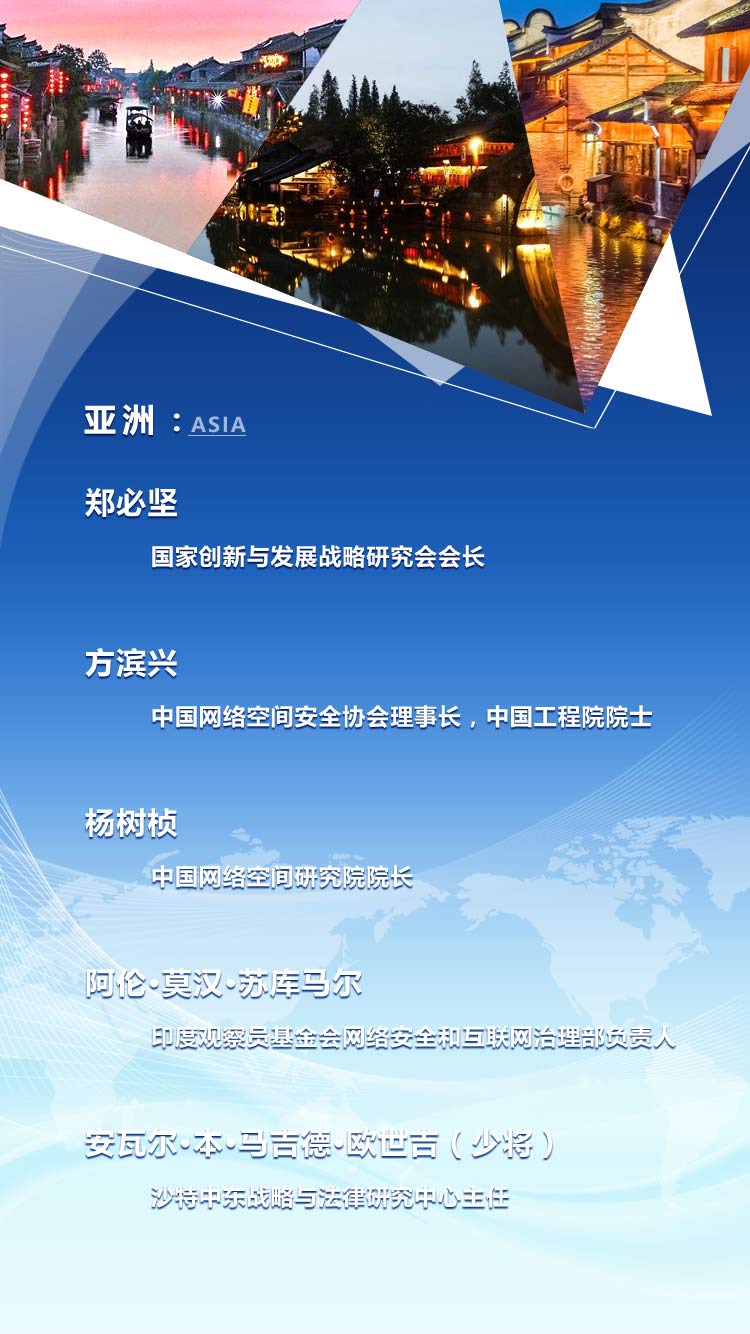 亚洲：ASIA
郑必坚
国家创新与发展战略研究会会长
方滨兴
中国网络空间安全协会理事长，中国工程院院士
杨树桢
中国网络空间研究院院长
阿伦·莫汉·苏库马尔
印度观察员基金会网络安全和互联网治理部负责人
安瓦尔·本·马吉德·欧世吉（少将）
沙特中东战略与法律研究中心主任